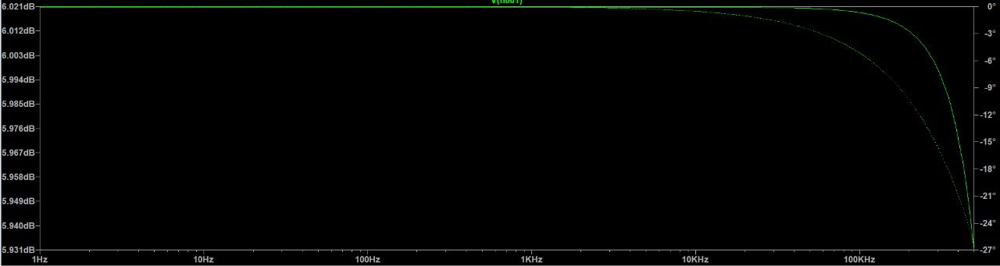 V(n001)
6.021dB
6.012dB
6.003dB
5.994dB
5.985dB
5.976dB
5.967dB
5.958dB
5.949dB
5.940dB
5.931dB
0°
-3°
-6°
-9°
-12°
-15°
-18°
-21°
-24°
-27°
1Hz 10Hz 100Hz 1KHz 10KHz 100KHz